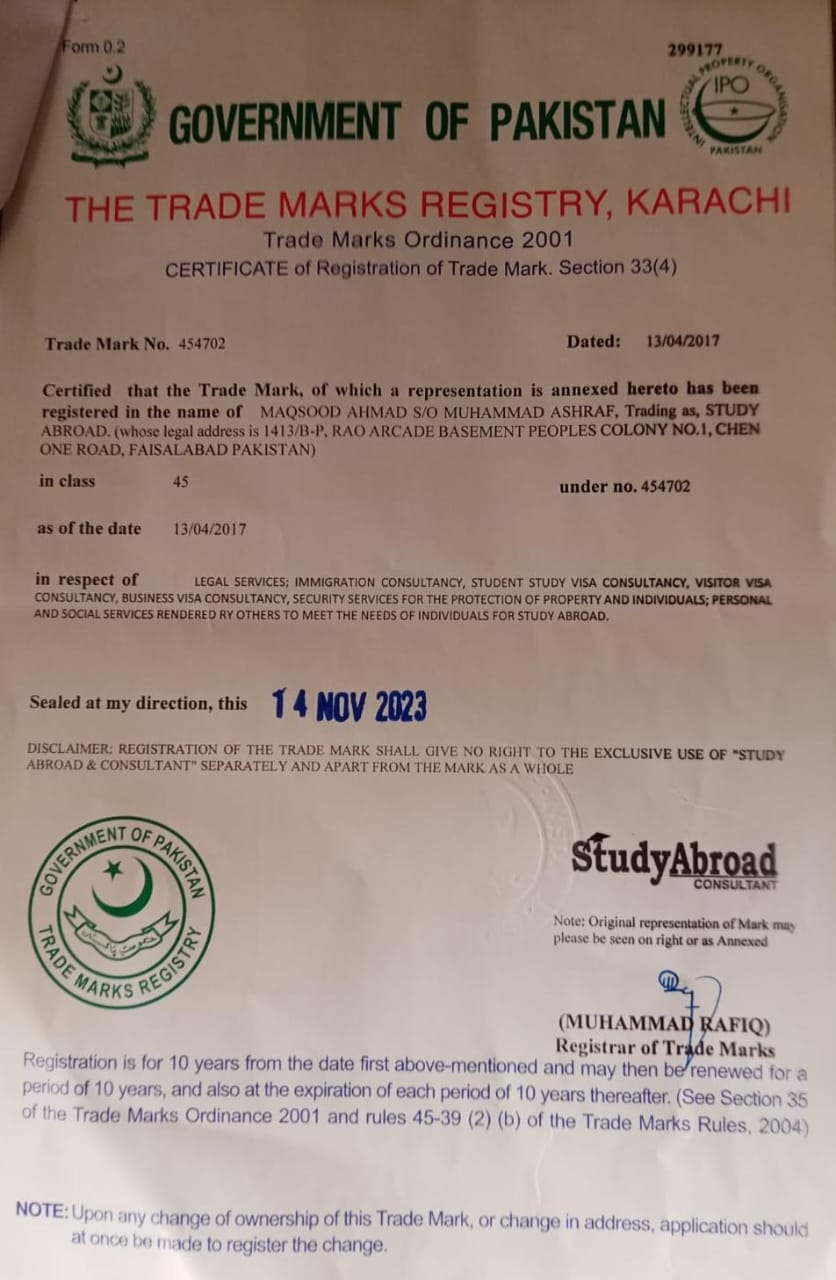 Form 0.2
299177
INTELLECTUAL PROPERTY ORGANISATION
IPO
PAKISTAN
GOVERNMENT OF PAKISTAN
THE TRADE MARKS REGISTRY, KARACHI
Trade Marks Ordinance 2001
CERTIFICATE of Registration of Trade Mark. Section 33(4)
Trade Mark No. 454702
Dated: 13/04/2017
Certified that the Trade Mark, of which a representation is annexed hereto has been
registered in the name of MAQSOOD AHMAD S/O MUHAMMAD ASHRAF, Trading as, STUDY
ABROAD. (whose legal address is 1413/B-P, RAO ARCADE BASEMENT PEOPLES COLONY NO.1, CHEN
ONE ROAD, FAISALABAD PAKISTAN)
in class 45
under no. 454702
as of the date 13/04/2017
in respect of LEGAL SERVICES; IMMIGRATION CONSULTANCY, STUDENT STUDY VISA CONSULTANCY, VISITOR VISA
CONSULTANCY, BUSINESS VISA CONSULTANCY, SECURITY SERVICES FOR THE PROTECTION OF PROPERTY AND INDIVIDUALS; PERSONAL
AND SOCIAL SERVICES RENDERED RY OTHERS TO MEET THE NEEDS OF INDIVIDUALS FOR STUDY ABROAD.
Sealed at my direction, this 14 NOV 2023
DISCLAIMER: REGISTRATION OF THE TRADE MARK SHALL GIVE NO RIGHT TO THE EXCLUSIVE USE OF "STUDY
ABROAD & CONSULTANT" SEPARATELY AND APART FROM THE MARK AS A WHOLE
GOVERNMENT OF PAKISTAN
حکومت پاکستان
TRADE MARKS REGISTRY
StudyAbroad
CONSULTANT
Note: Original representation of Mark may
please be seen on right or as Annexed
(MUHAMMAD RAFIQ)
Registrar of Trade Marks
Registration is for 10 years from the date first above-mentioned and may then be renewed for a
period of 10 years, and also at the expiration of each period of 10 years thereafter. (See Section 35
of the Trade Marks Ordinance 2001 and rules 45-39 (2) (b) of the Trade Marks Rules, 2004)
NOTE: Upon any change of ownership of this Trade Mark, or change in address, application should
at once be made to register the change.